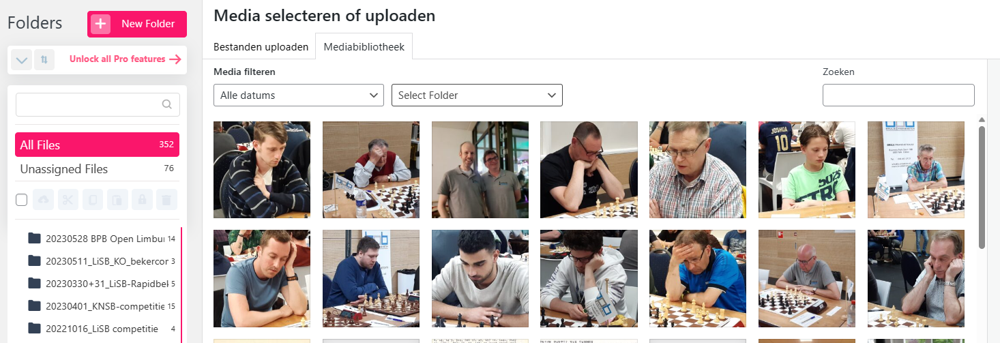 Folders
New Folder
Unlock all Pro features
All Files 352
Unassigned Files 76
20230528 BPB Open Limbu 14
20230511_LiSB_KO_bekercor 3
20230330+31_LiSB-Rapidbek 5
20230401_KNSB-competitie 15
20221016_LiSB competitie 4
Media selecteren of uploaden
Bestanden uploaden
Mediabibliotheek
Media filteren
Zoeken
Alle datums
Select Folder
JOSHUA
10